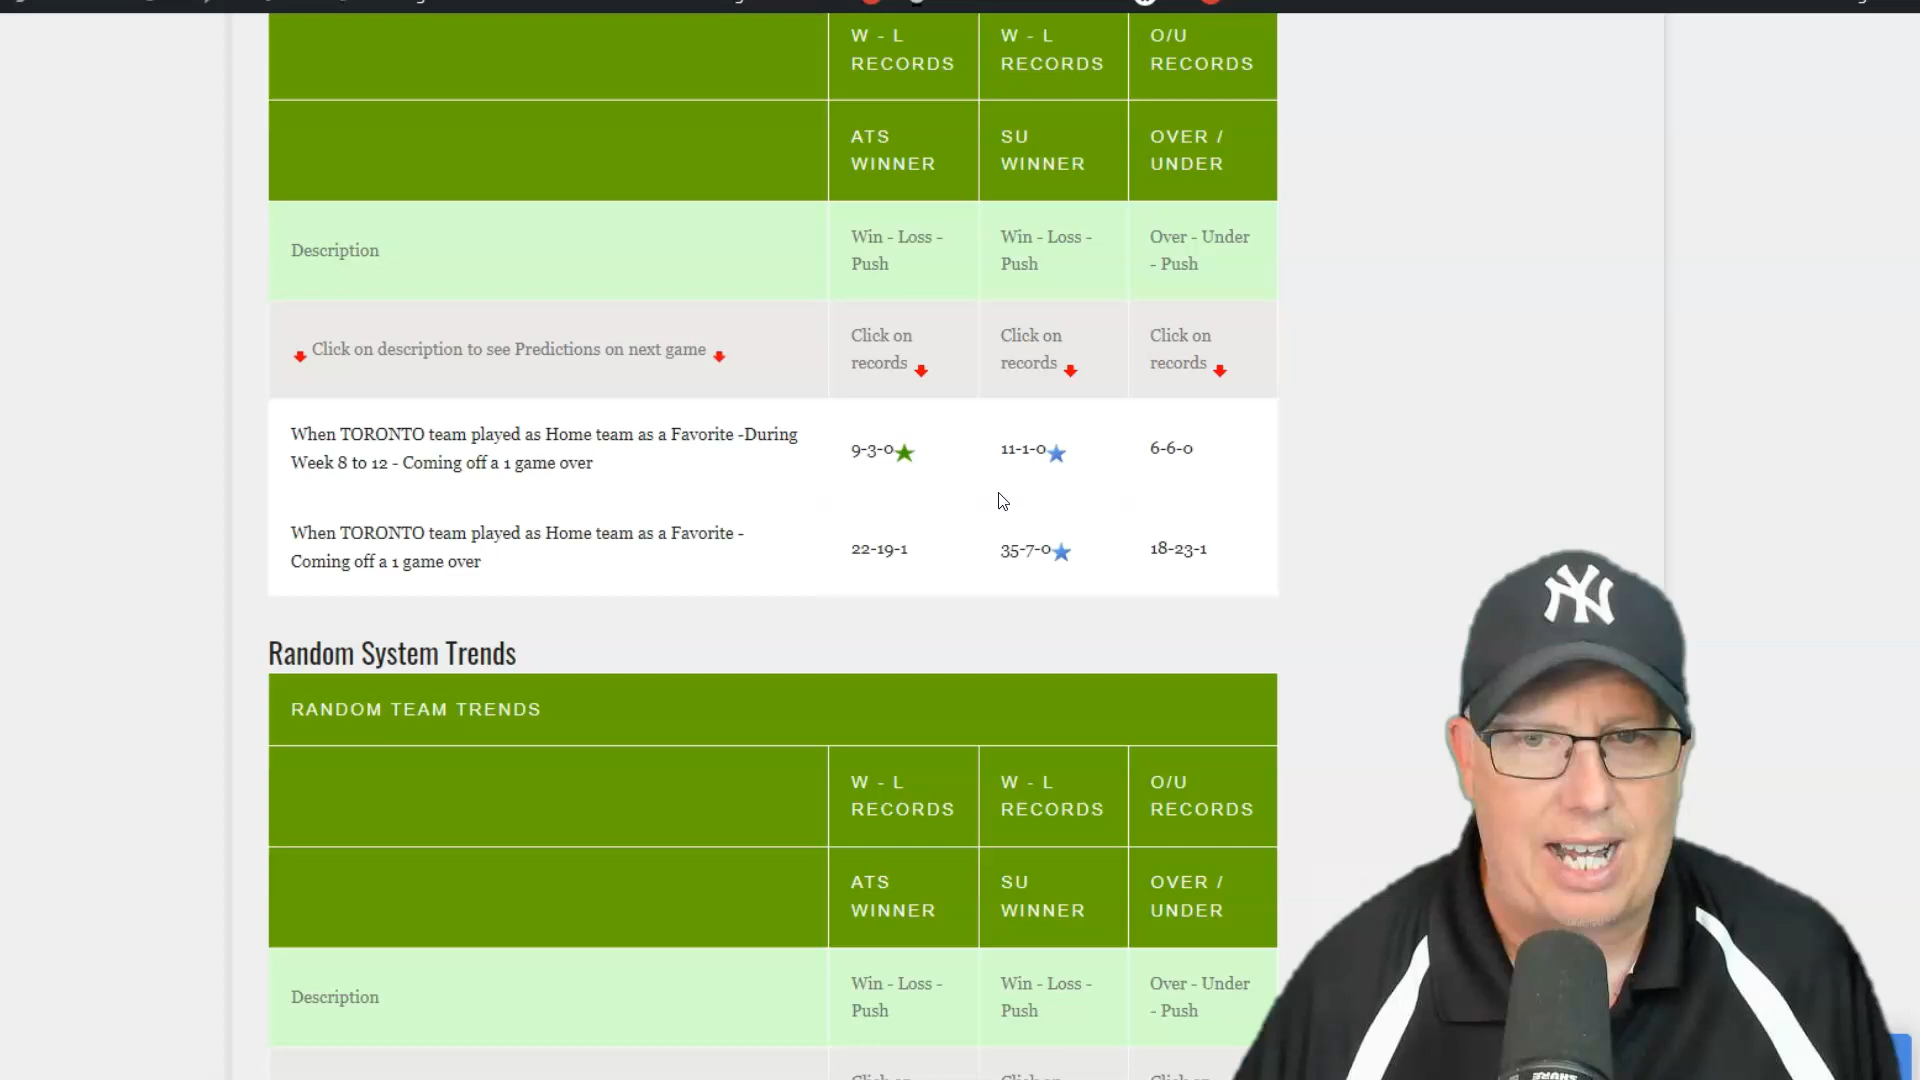 W - L W - L O/U
RECORDS RECORDS RECORDS
ATS SU OVER /
WINNER WINNER UNDER
Description
Win - Loss - Win - Loss - Over - Under
Push Push - Push
Click on description to see Predictions on next game
Click on Click on Click on
records records records
When TORONTO team played as Home team as a Favorite -During
Week 8 to 12 - Coming off a 1 game over
9-3-0 11-1-0 6-6-0
When TORONTO team played as Home team as a Favorite -
Coming off a 1 game over
22-19-1 35-7-0 18-23-1
Random System Trends
RANDOM TEAM TRENDS
W - L W - L O/U
RECORDS RECORDS RECORDS
ATS SU OVER /
WINNER WINNER UNDER
Description
Win - Loss - Win - Loss - Over - Under
Push Push - Push
NY
SHURE